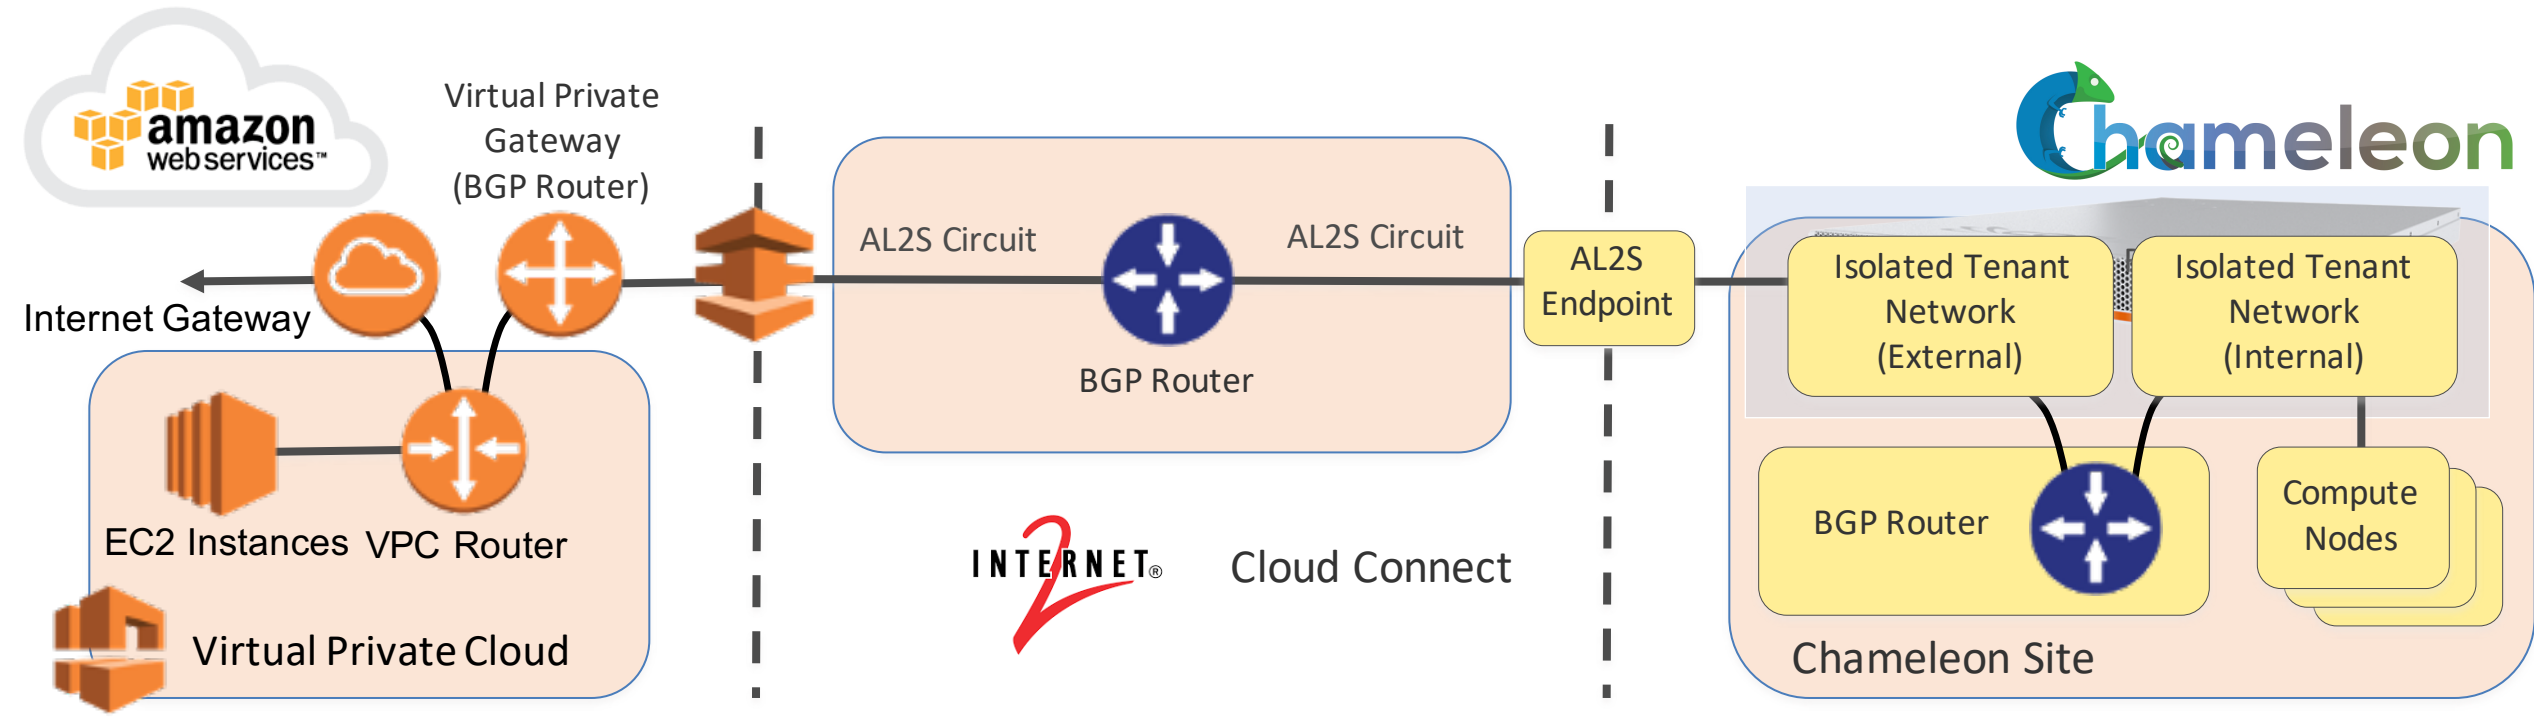 amazon
web services™
Virtual Private
Gateway
(BGP Router)
Internet Gateway
EC2 Instances
VPC Router
Virtual Private Cloud
AL2S Circuit
AL2S Circuit
BGP Router
INTERNET®
2
Cloud Connect
AL2S
Endpoint
Chameleon
Isolated Tenant
Network
(External)
Isolated Tenant
Network
(Internal)
BGP Router
Compute
Nodes
Chameleon Site